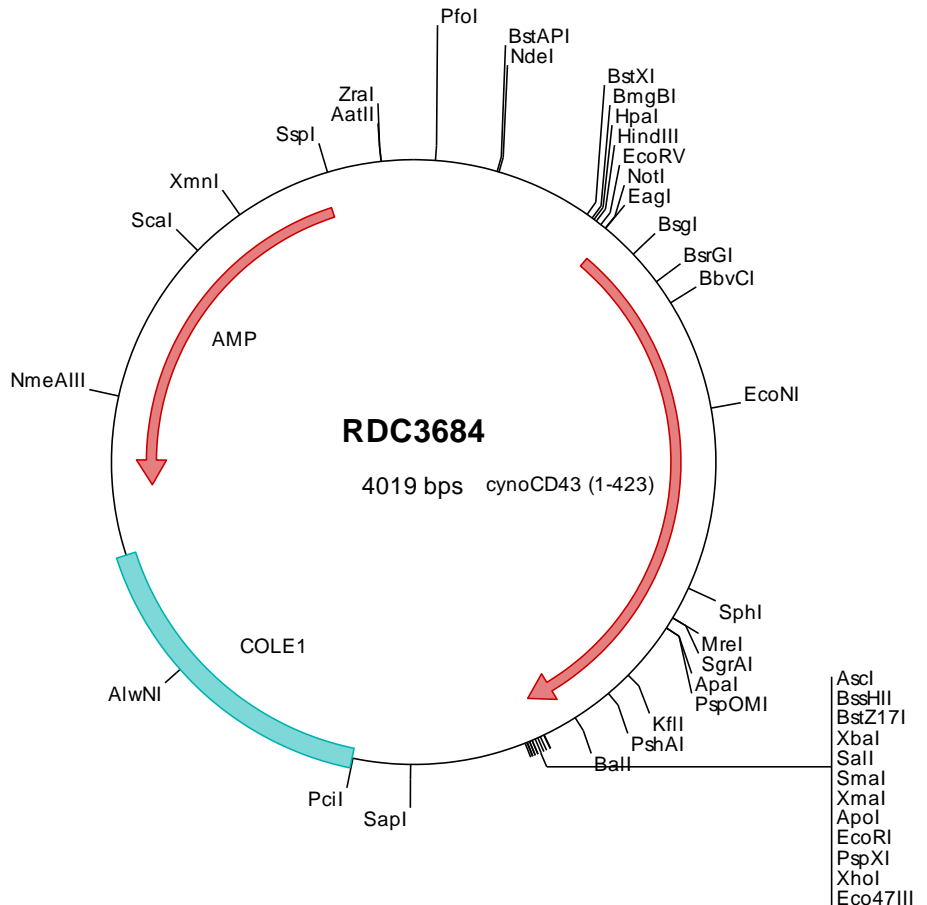 PfoI
BstAPI
NdeI
BstXI
BmgBI
HpaI
HindIII
EcoRV
NotI
EagI
BsgI
BsrGI
BbvCI
EcoNI
ZraI
AatII
SspI
XmnI
ScaI
NmeAIII
AMP
RDC3684
4019 bps
cynoCD43 (1-423)
COLE1
AlwNI
PciI
SapI
SphI
MreI
SgrAI
ApaI
PspOMI
KflI
PshAI
BalI
AscI
BssHII
BstZ17I
XbaI
SalI
SmaI
XmaI
ApoI
EcoRI
PspXI
XhoI
Eco47III